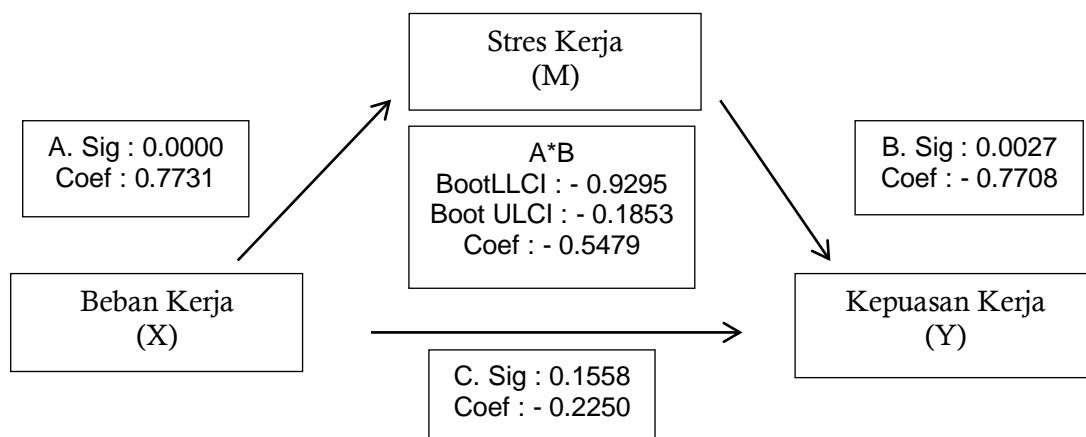 Stres Kerja
(M)
A. Sig : 0.0000
Coef : 0.7731
A*B
BootLLCI : - 0.9295
Boot ULCI : - 0.1853
Coef : - 0.5479
B. Sig : 0.0027
Coef : - 0.7708
Beban Kerja
(X)
Kepuasan Kerja
(Y)
C. Sig : 0.1558
Coef : - 0.2250